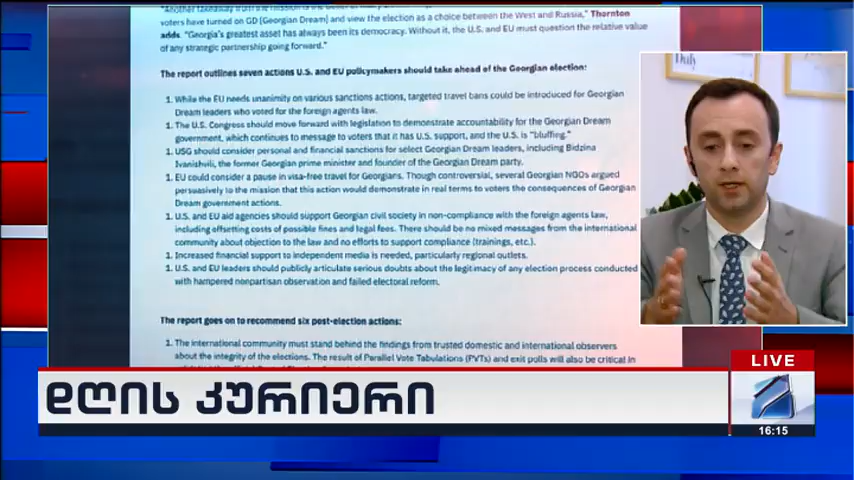 "Another takeaway from the mission is the
voters have turned on GD [Georgian Dream] and view the election as a choice between the West and Russia," Thornton
adds. "Georgia's greatest asset has always been its democracy. Without it, the U.S. and EU must question the relative value
of any strategic partnership going forward."
The report outlines seven actions U.S. and EU policymakers should take ahead of the Georgian election:
1. While the EU needs unanimity on various sanctions actions, targeted travel bans could be introduced for Georgian
Dream leaders who voted for the foreign agents law.
1. The U.S. Congress should move forward with legislation to demonstrate accountability for the Georgian Dream
government, which continues to message to voters that it has U.S. support, and the U.S. is "bluffing."
1. USG should consider personal and financial sanctions for select Georgian Dream leaders, including Bidzina
Ivanishvili, the former Georgian prime minister and founder of the Georgian Dream party.
1. EU could consider a pause in visa-free travel for Georgians. Though controversial, several Georgian NGOs argued
persuasively to the mission that this action would demonstrate in real terms to voters the consequences of Georgian
Dream government actions.
1. U.S. and EU aid agencies should support Georgian civil society in non-compliance with the foreign agents law,
including offsetting costs of possible fines and legal fees. There should be no mixed messages from the international
community about objection to the law and no efforts to support compliance (trainings, etc.).
1. Increased financial support to independent media is needed, particularly regional outlets.
1. U.S. and EU leaders should publicly articulate serious doubts about the legitimacy of any election process conducted
with hampered nonpartisan observation and failed electoral reform.
The report goes on to recommend six post-election actions:
1. The international community must stand behind the findings from trusted domestic and international observers
about the integrity of the elections. The result of Parallel Vote Tabulations (PVTs) and exit polls will also be critical in
Duly
დღის კურიერი
LIVE
16:15